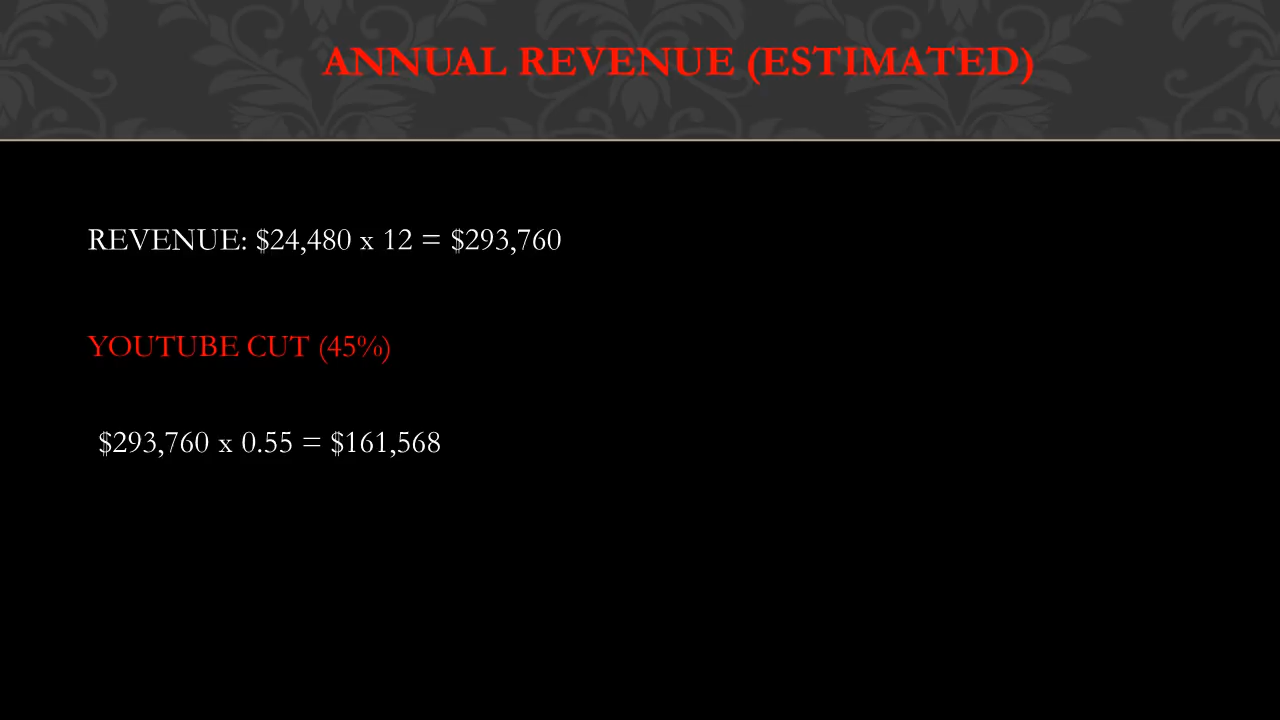 ANNUAL REVENUE (ESTIMATED)
REVENUE: $24,480 x 12 = $293,760
YOUTUBE CUT (45%)
$293,760 x 0.55 = $161,568